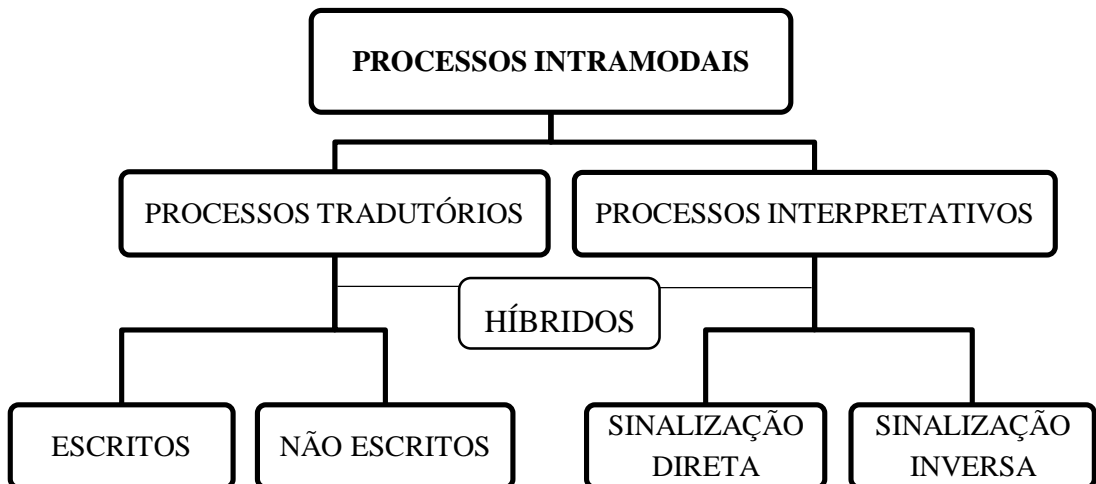 PROCESSOS INTRAMODAIS
PROCESSOS TRADUTÓRIOS
PROCESSOS INTERPRETATIVOS
HÍBRIDOS
ESCRITOS
NÃO ESCRITOS
SINALIZAÇÃO
DIRETA
SINALIZAÇÃO
INVERSA